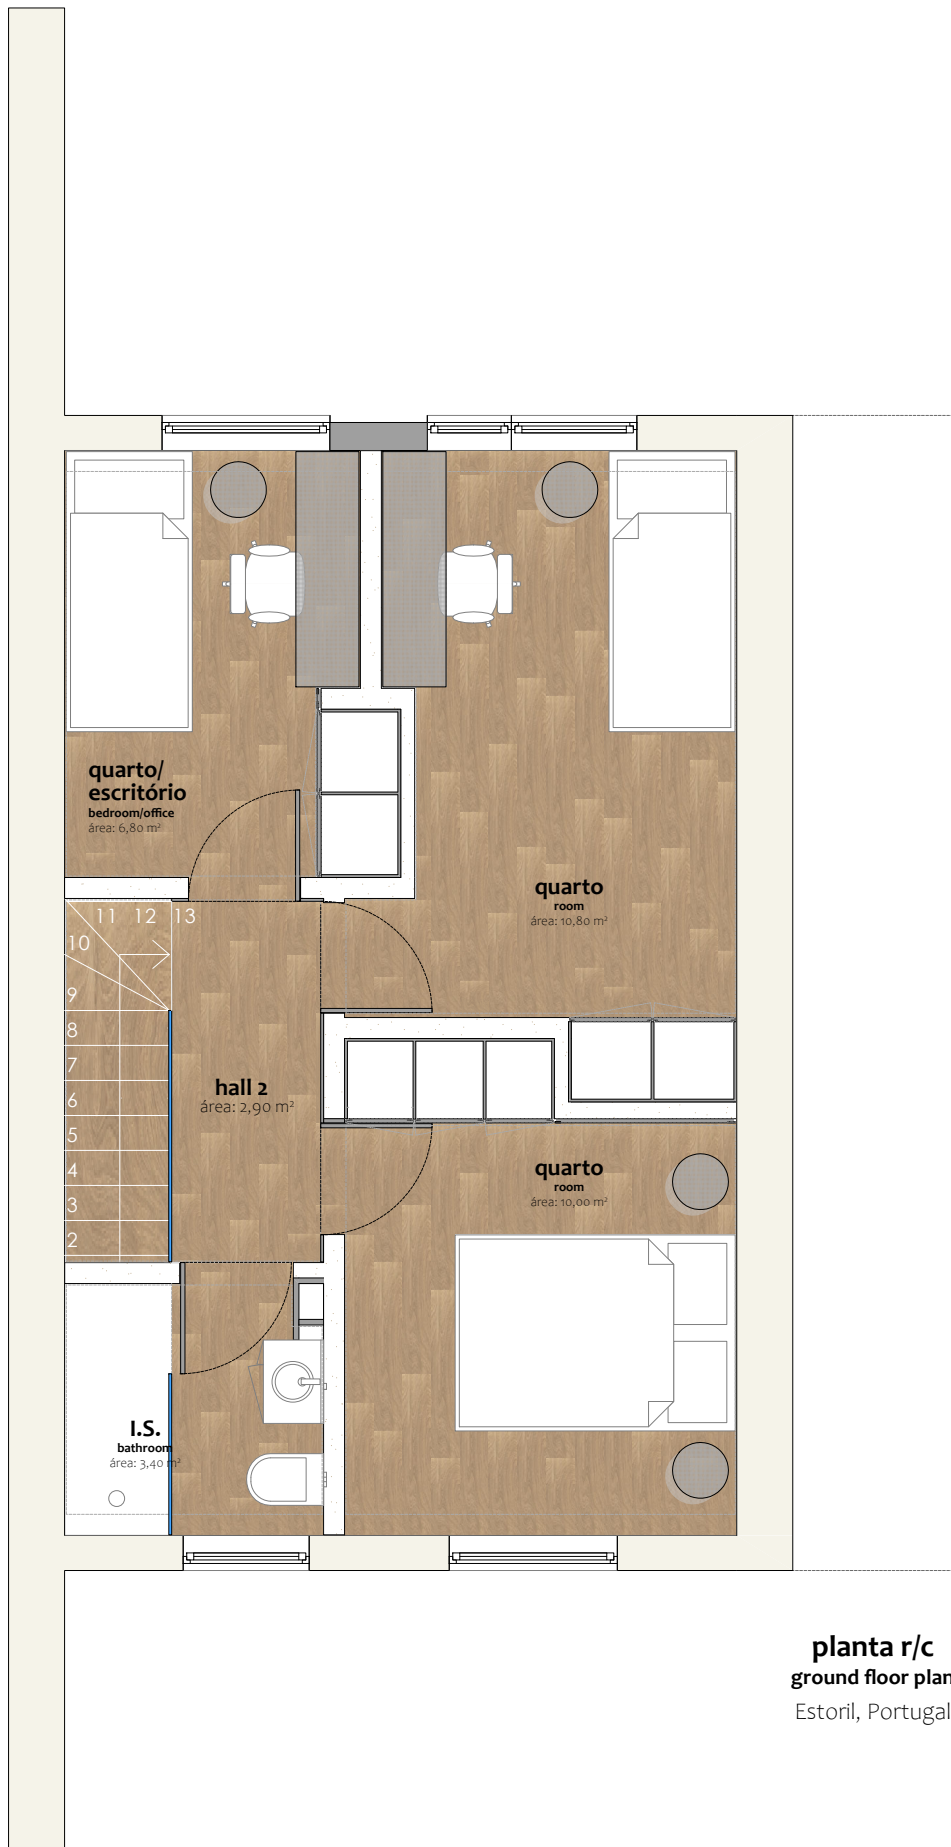 quarto/
escritório
bedroom/office
área: 6,80 m²
quarto
room
área: 10,80 m²
11 12 13
10
9
8
7
6
5
4
3
2
hall 2
área: 2,90 m²
quarto
room
área: 10,00 m²
I.S.
bathroom
área: 3,40 m²
planta r/c
ground floor plan
Estoril, Portugal